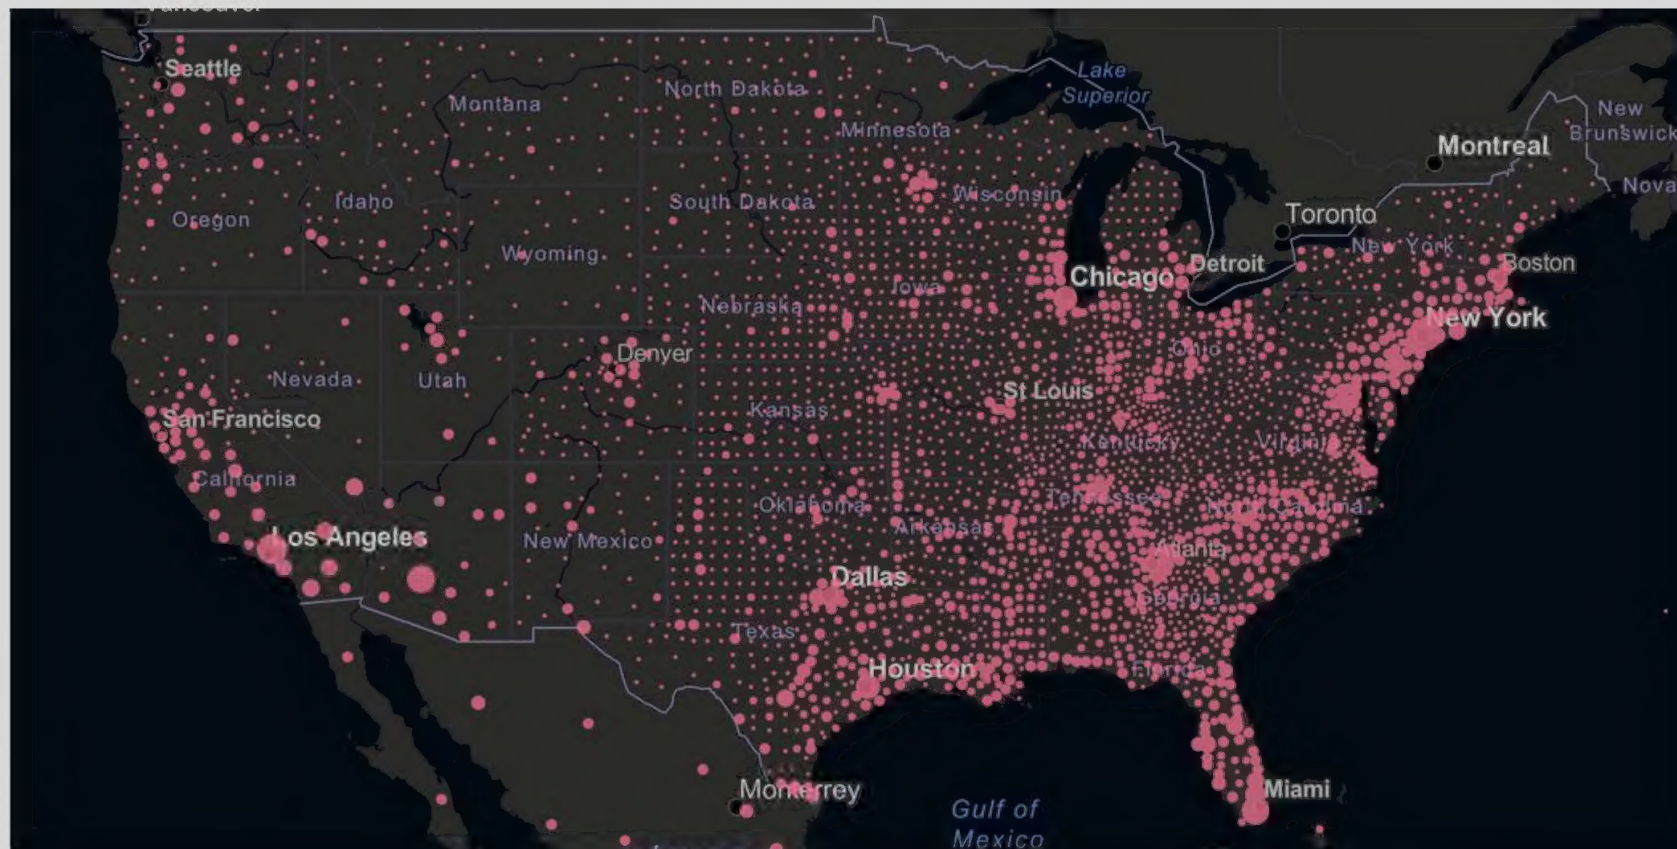 Vancouver
Seattle
Montana
North Dakota
Minnesota
Lake
Superior
Montreal
New
Brunswick
Nova
Oregon
Idaho
South Dakota
Wisconsin
Toronto
New York
Wyoming
Boston
Detroit
Chicago
Iowa
Nebraska
New York
Denver
Ohio
Nevada
Utah
St Louis
Kansas
San Francisco
Kentucky
Virginia
California
Oklahoma
Tennessee
North Carolina
Arkansas
Los Angeles
New Mexico
Atlanta
Dallas
Georgia
Texas
Houston
Florida
Monterrey
Miami
Gulf of
Mexico